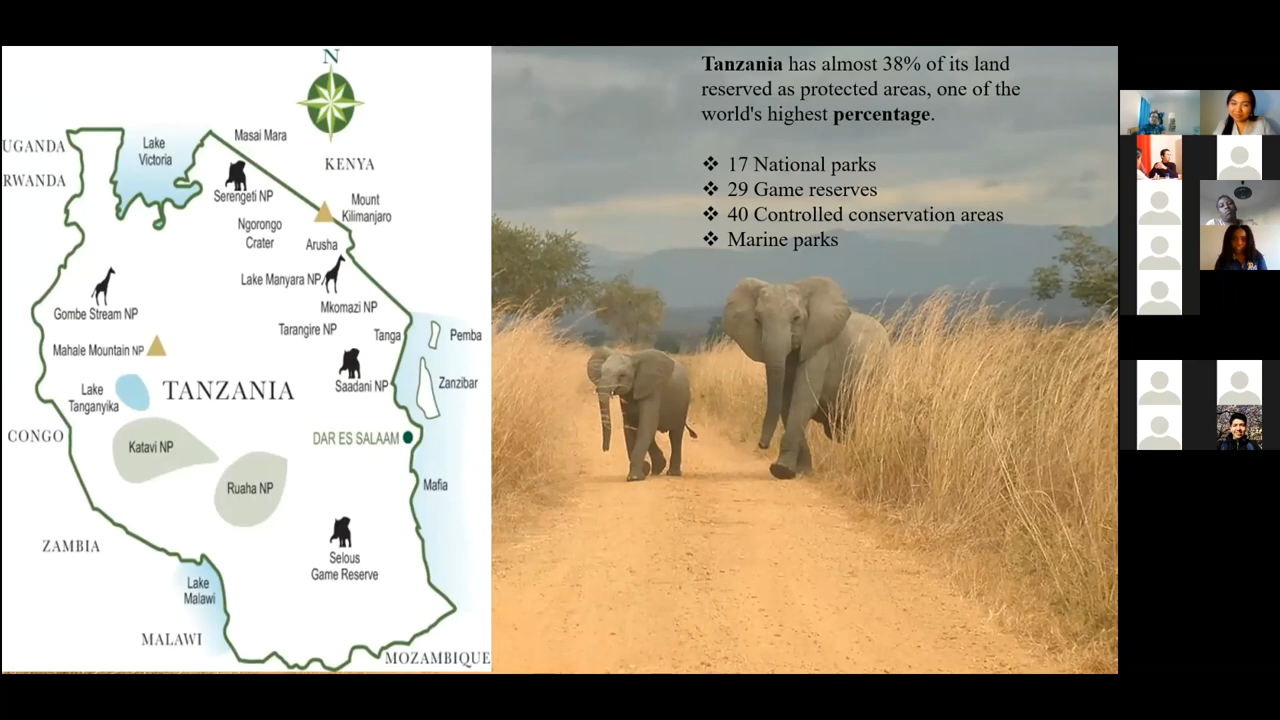 N
UGANDA
Lake
Victoria
Masai Mara
KENYA
RWANDA
Serengeti NP
Mount
Kilimanjaro
Ngorongo
Crater
Arusha
Lake Manyara NP
Gombe Stream NP
Mkomazi NP
Tarangire NP
Tanga
Pemba
Mahale Mountain NP
Saadani NP
Zanzibar
Lake
Tanganyika
TANZANIA
CONGO
DAR ES SALAAM
Katavi NP
Ruaha NP
Mafia
ZAMBIA
Selous
Game Reserve
Lake
Malawi
MALAWI
MOZAMBIQUE
Tanzania has almost 38% of its land
reserved as protected areas, one of the
world's highest percentage.
❖ 17 National parks
❖ 29 Game reserves
❖ 40 Controlled conservation areas
❖ Marine parks